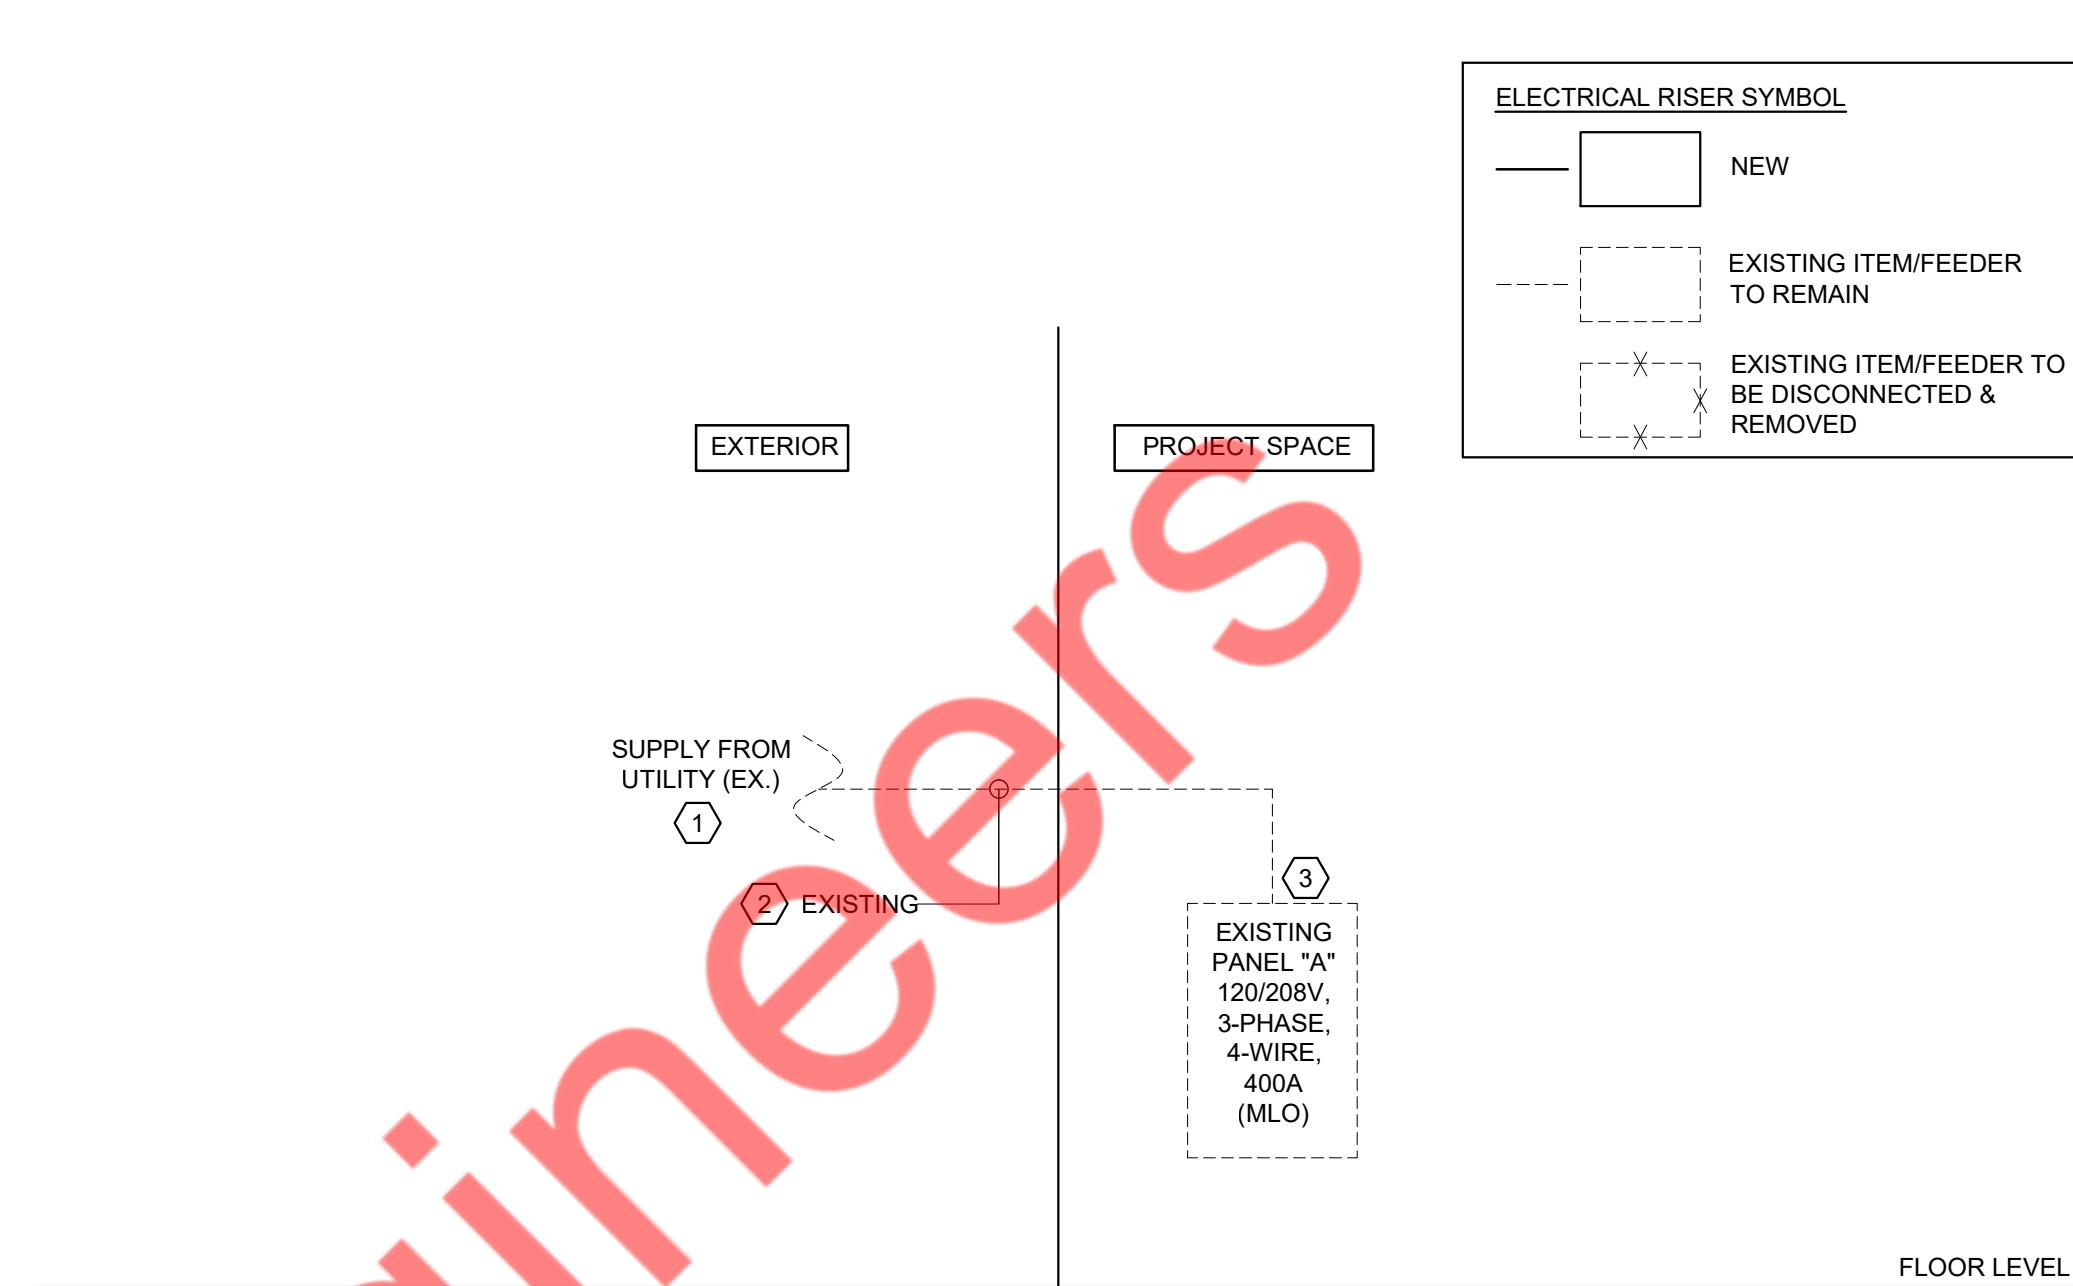 ELECTRICAL RISER SYMBOL
NEW
EXISTING ITEM/FEEDER
TO REMAIN
EXISTING ITEM/FEEDER TO
BE DISCONNECTED &
REMOVED
EXTERIOR
PROJECT SPACE
SUPPLY FROM
UTILITY (EX.)
1
2 EXISTING
3
EXISTING
PANEL "A"
120/208V,
3-PHASE,
4-WIRE,
400A
(MLO)
FLOOR LEVEL
gineers